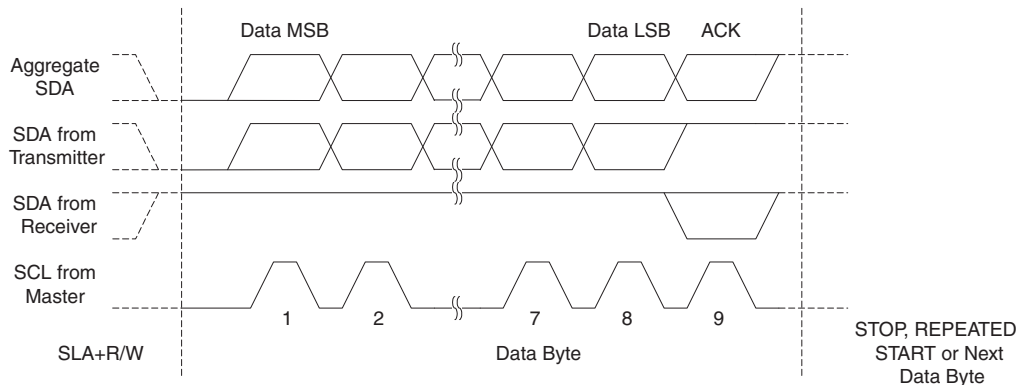 Data MSB
Data LSB
ACK
Aggregate
SDA
SDA from
Transmitter
SDA from
Receiver
SCL from
Master
1
2
7
8
9
SLA+R/W
Data Byte
STOP, REPEATED
START or Next
Data Byte